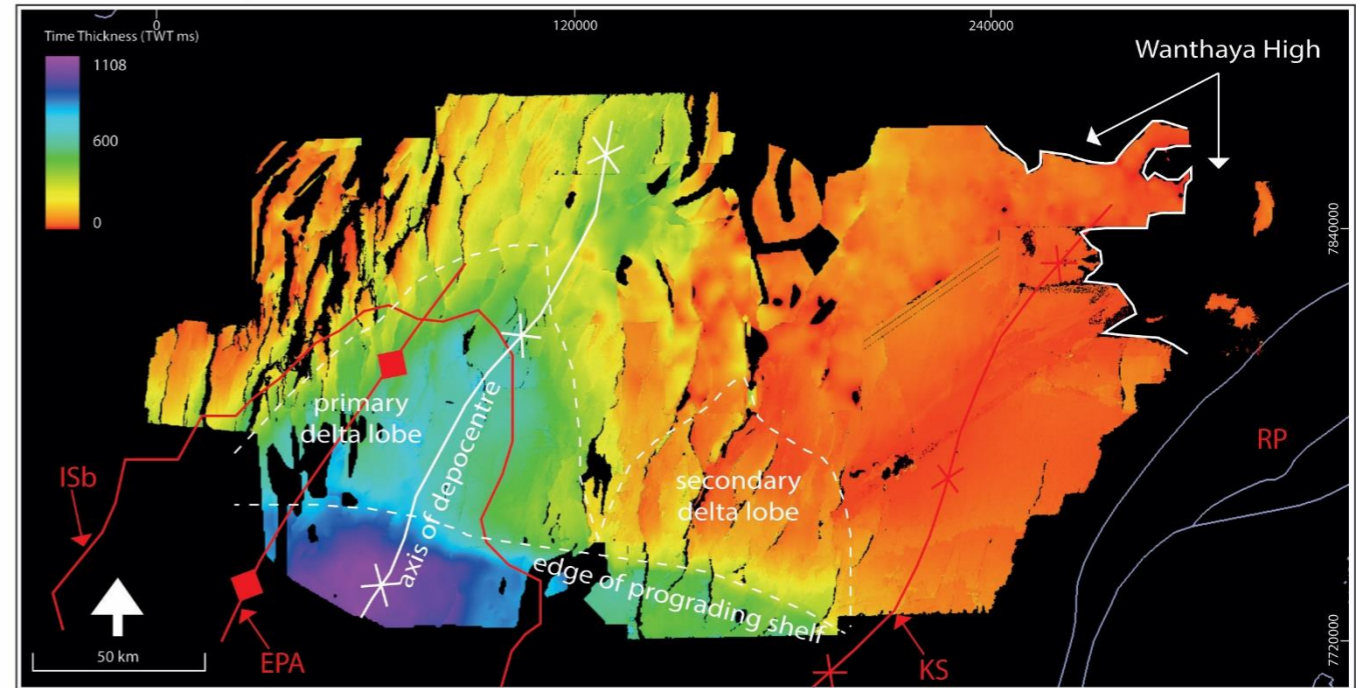 0
120000
240000
Time Thickness (TWT ms)
1108
600
0
Wanthaya High
7840000
primary
delta lobe
axis of depocentre
RP
ISb
secondary
delta lobe
edge of prograding shelf
7720000
50 km
EPA
KS